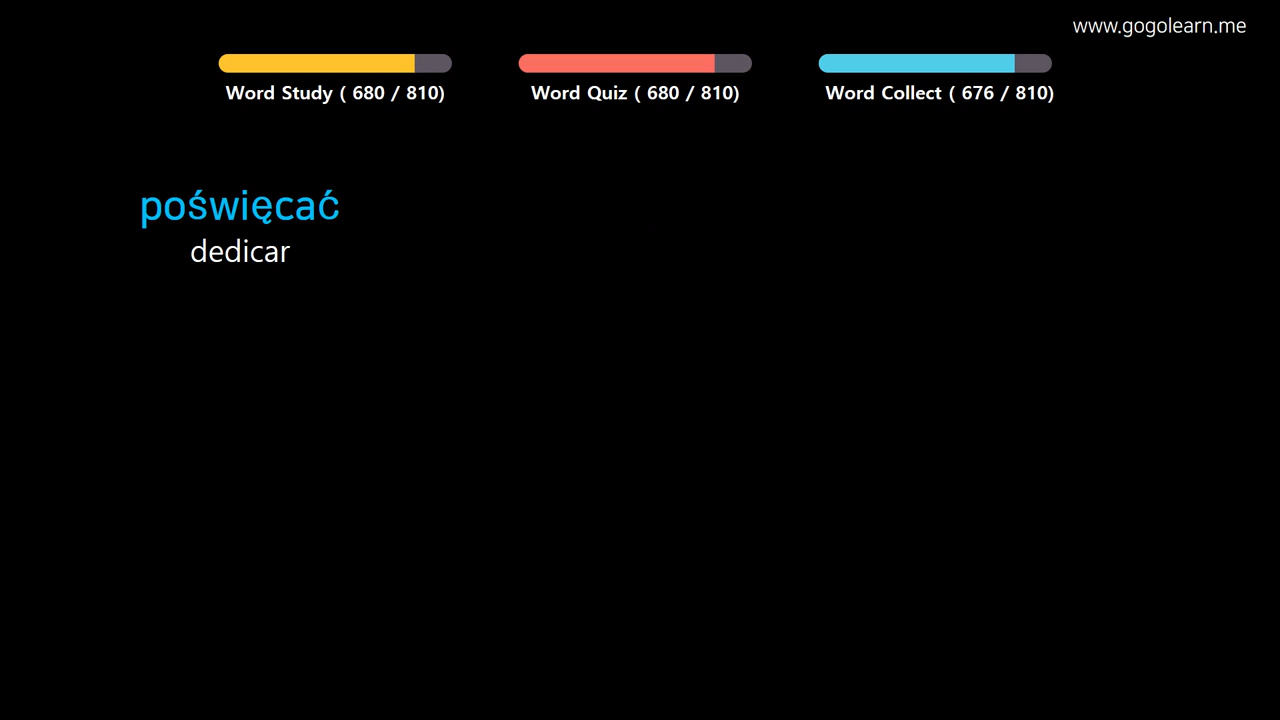 www.gogolearn.me
Word Study ( 680 / 810)
Word Quiz ( 680 / 810)
Word Collect ( 676 / 810)
poświęcać
dedicar